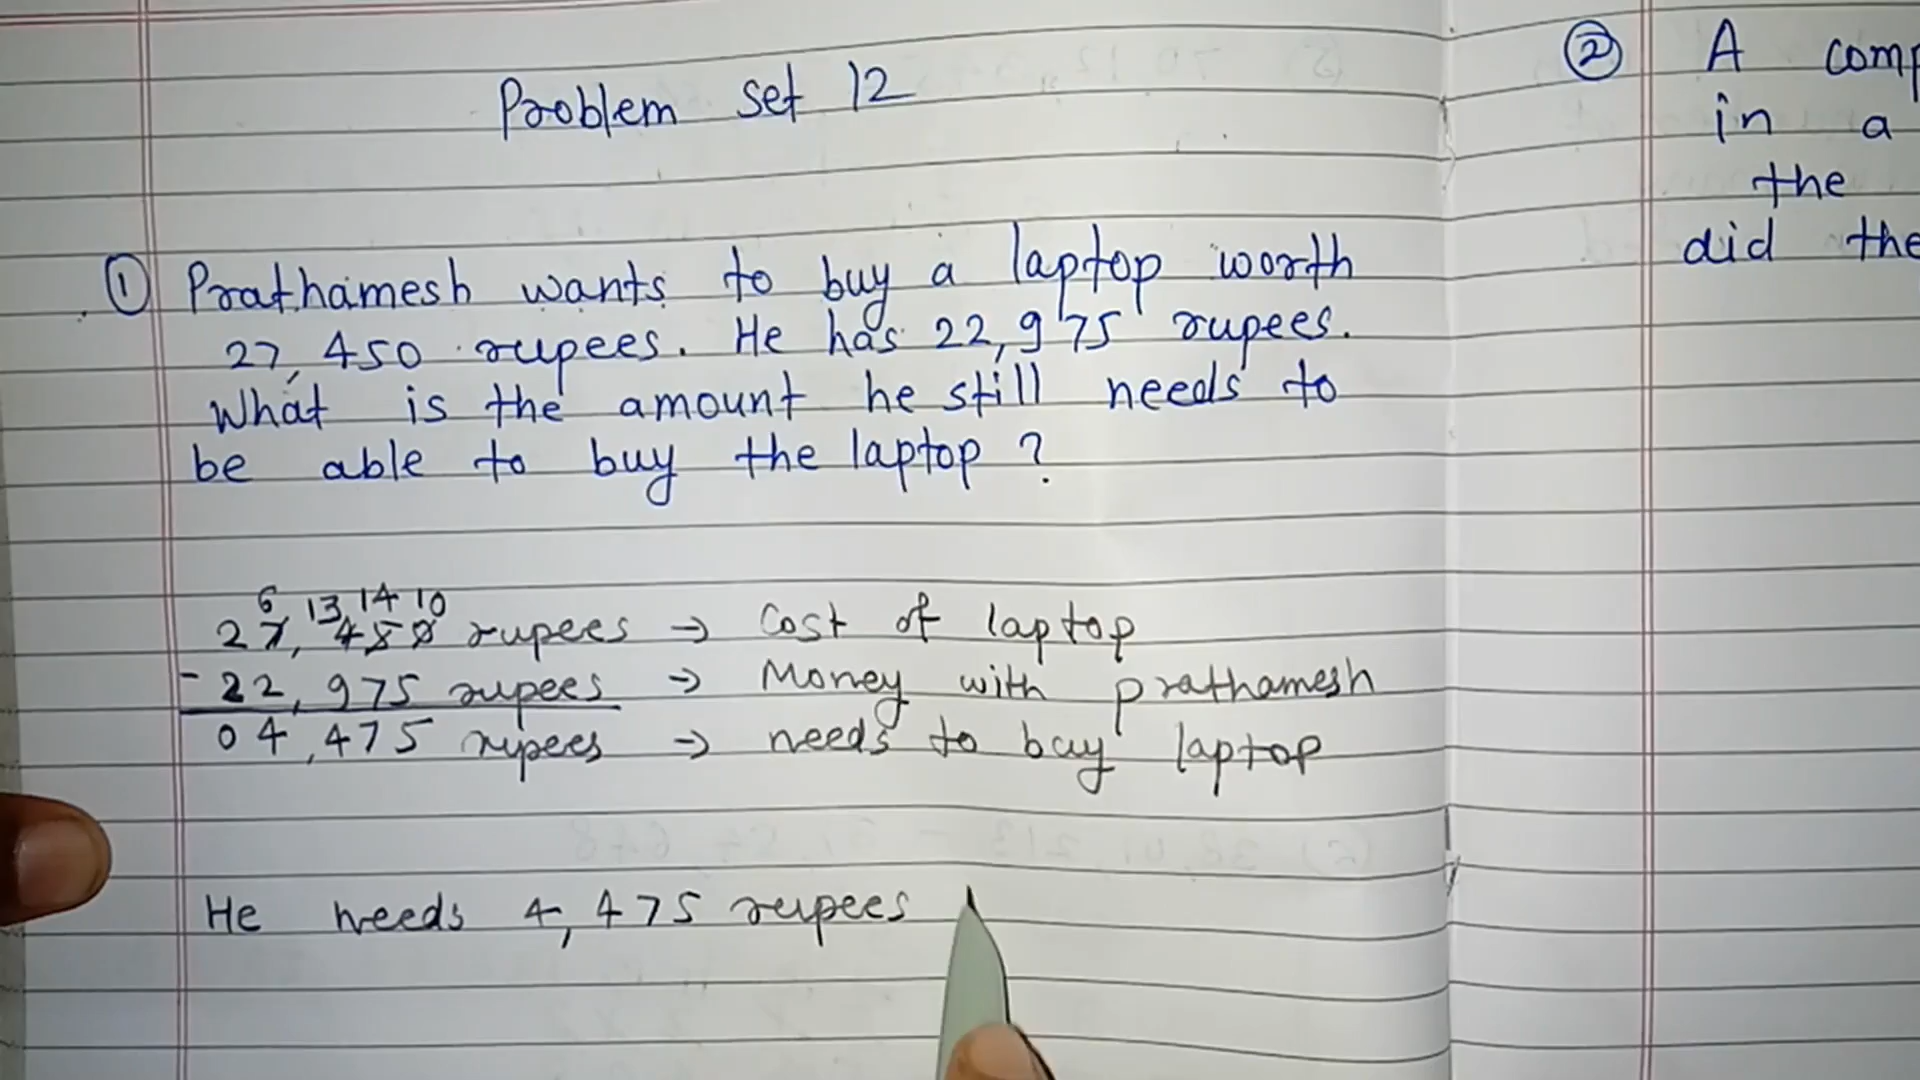 Problem set 12
① Prathamesh wants to buy a laptop worth
27,450 rupees. He has 22,975 rupees.
What is the amount he still needs to
be able to buy the laptop ?
6 13 14 10
27,450 rupees → Cost of laptop
- 22,975 rupees → Money with prathamesh
04,475 rupees → needs to buy laptop
He needs 4,475 rupees
② A comp
in a
the
did the